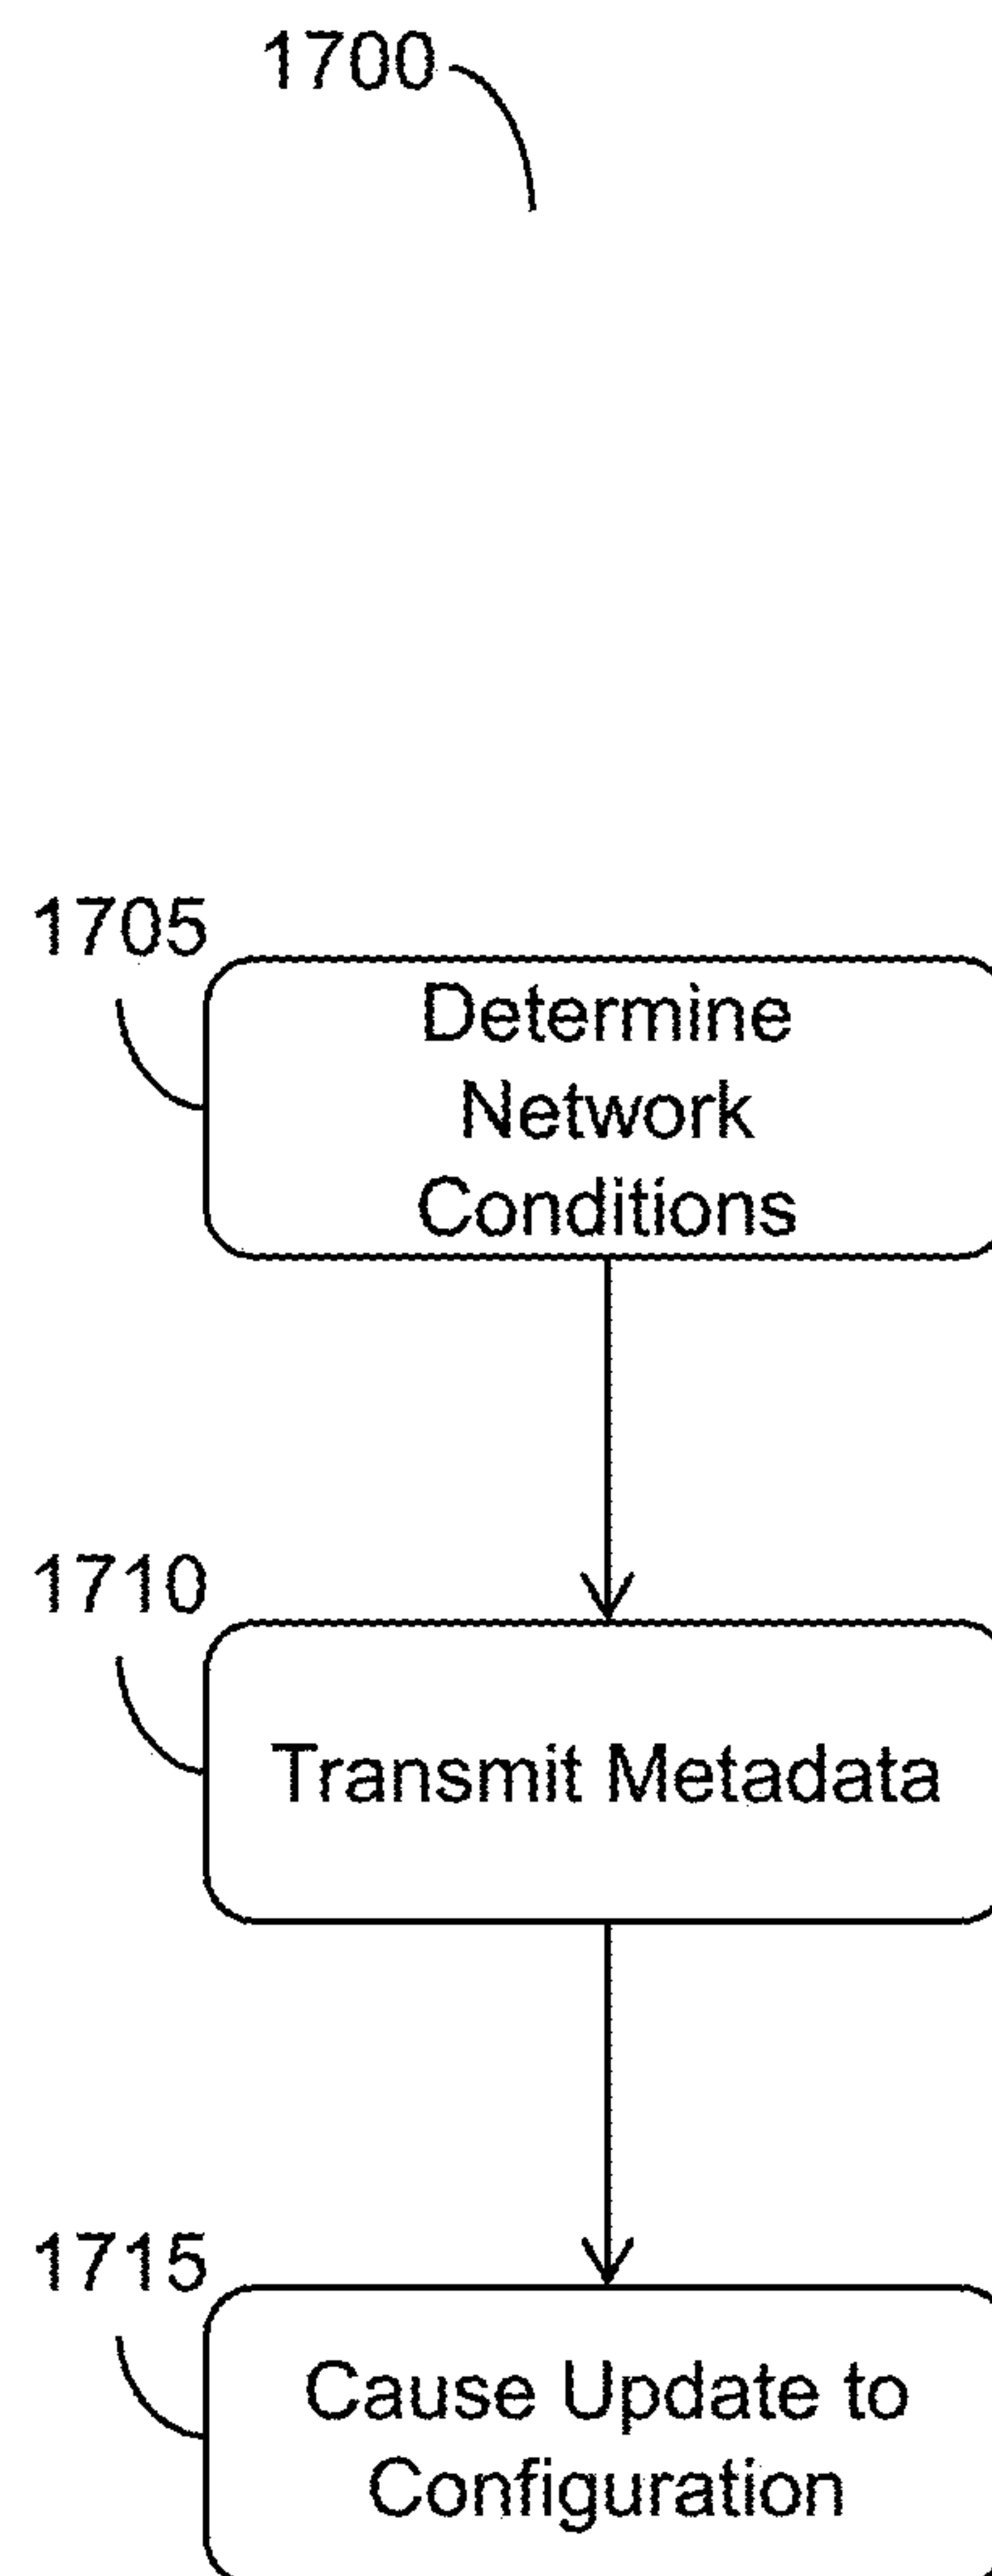 1700
1705
Determine
Network
Conditions
1710
Transmit Metadata
1715
Cause Update to
Configuration